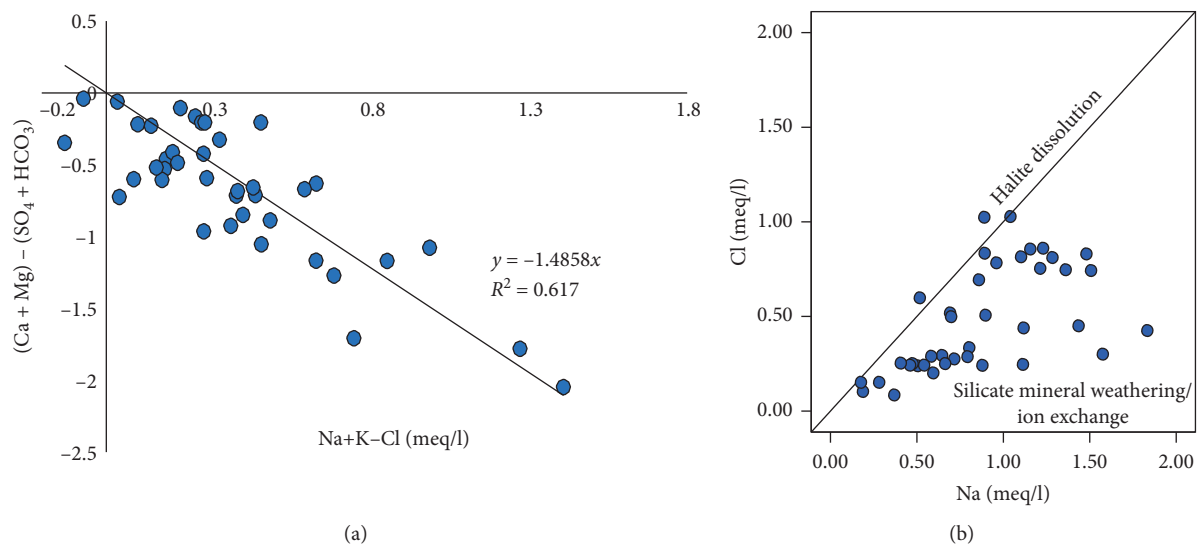 0.5
0
−0.5
−1
−1.5
−2
−2.5
−0.2
0.3
0.8
1.3
1.8
(Ca + Mg) − (SO₄ + HCO₃)
y = −1.4858x
R² = 0.617
Na+K−Cl (meq/l)
(a)
2.00
1.50
1.00
0.50
0.00
Cl (meq/l)
Halite dissolution
Silicate mineral weathering/
ion exchange
0.00
0.50
1.00
1.50
2.00
Na (meq/l)
(b)